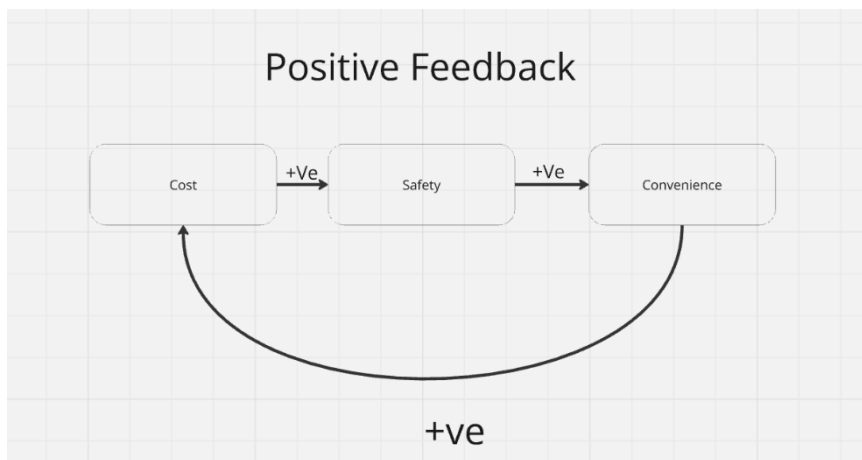 Positive Feedback
+Ve
+Ve
Cost
Safety
Convenience
+ve